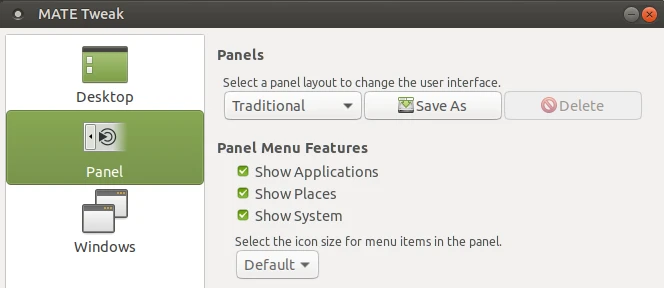 MATE Tweak
Desktop
Panel
Windows
Panels
Select a panel layout to change the user interface.
Traditional
Save As
Delete
Panel Menu Features
Show Applications
Show Places
Show System
Select the icon size for menu items in the panel.
Default